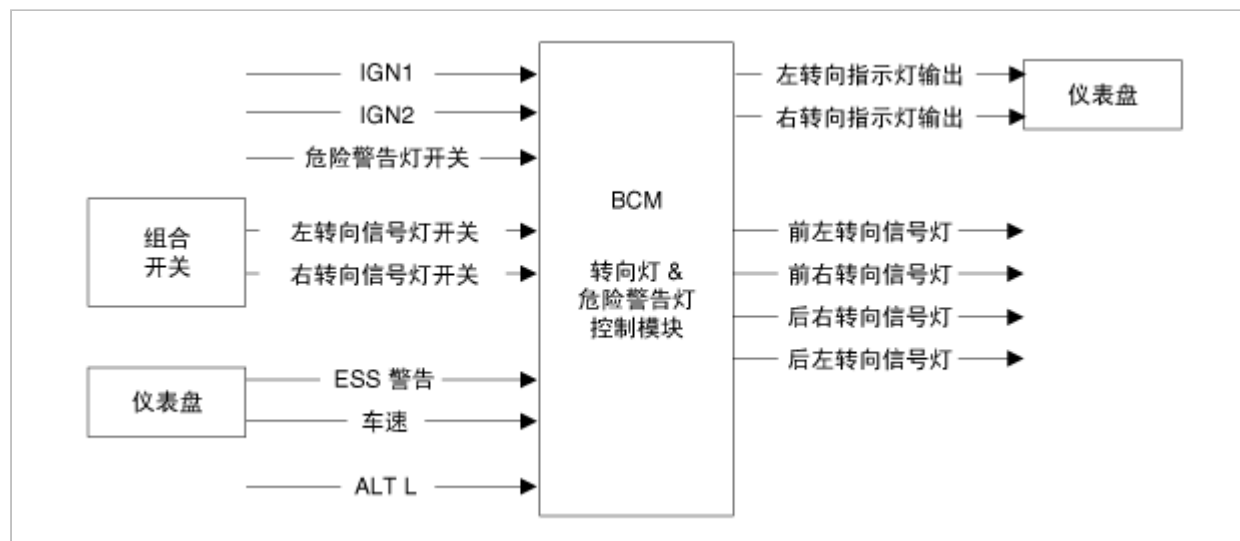 IGN1
IGN2
危险警告灯开关
组合
开关
左转向信号灯开关
右转向信号灯开关
仪表盘
ESS 警告
车速
ALT L
BCM
转向灯 &
危险警告灯
控制模块
左转向指示灯输出
右转向指示灯输出
仪表盘
前左转向信号灯
前右转向信号灯
后右转向信号灯
后左转向信号灯